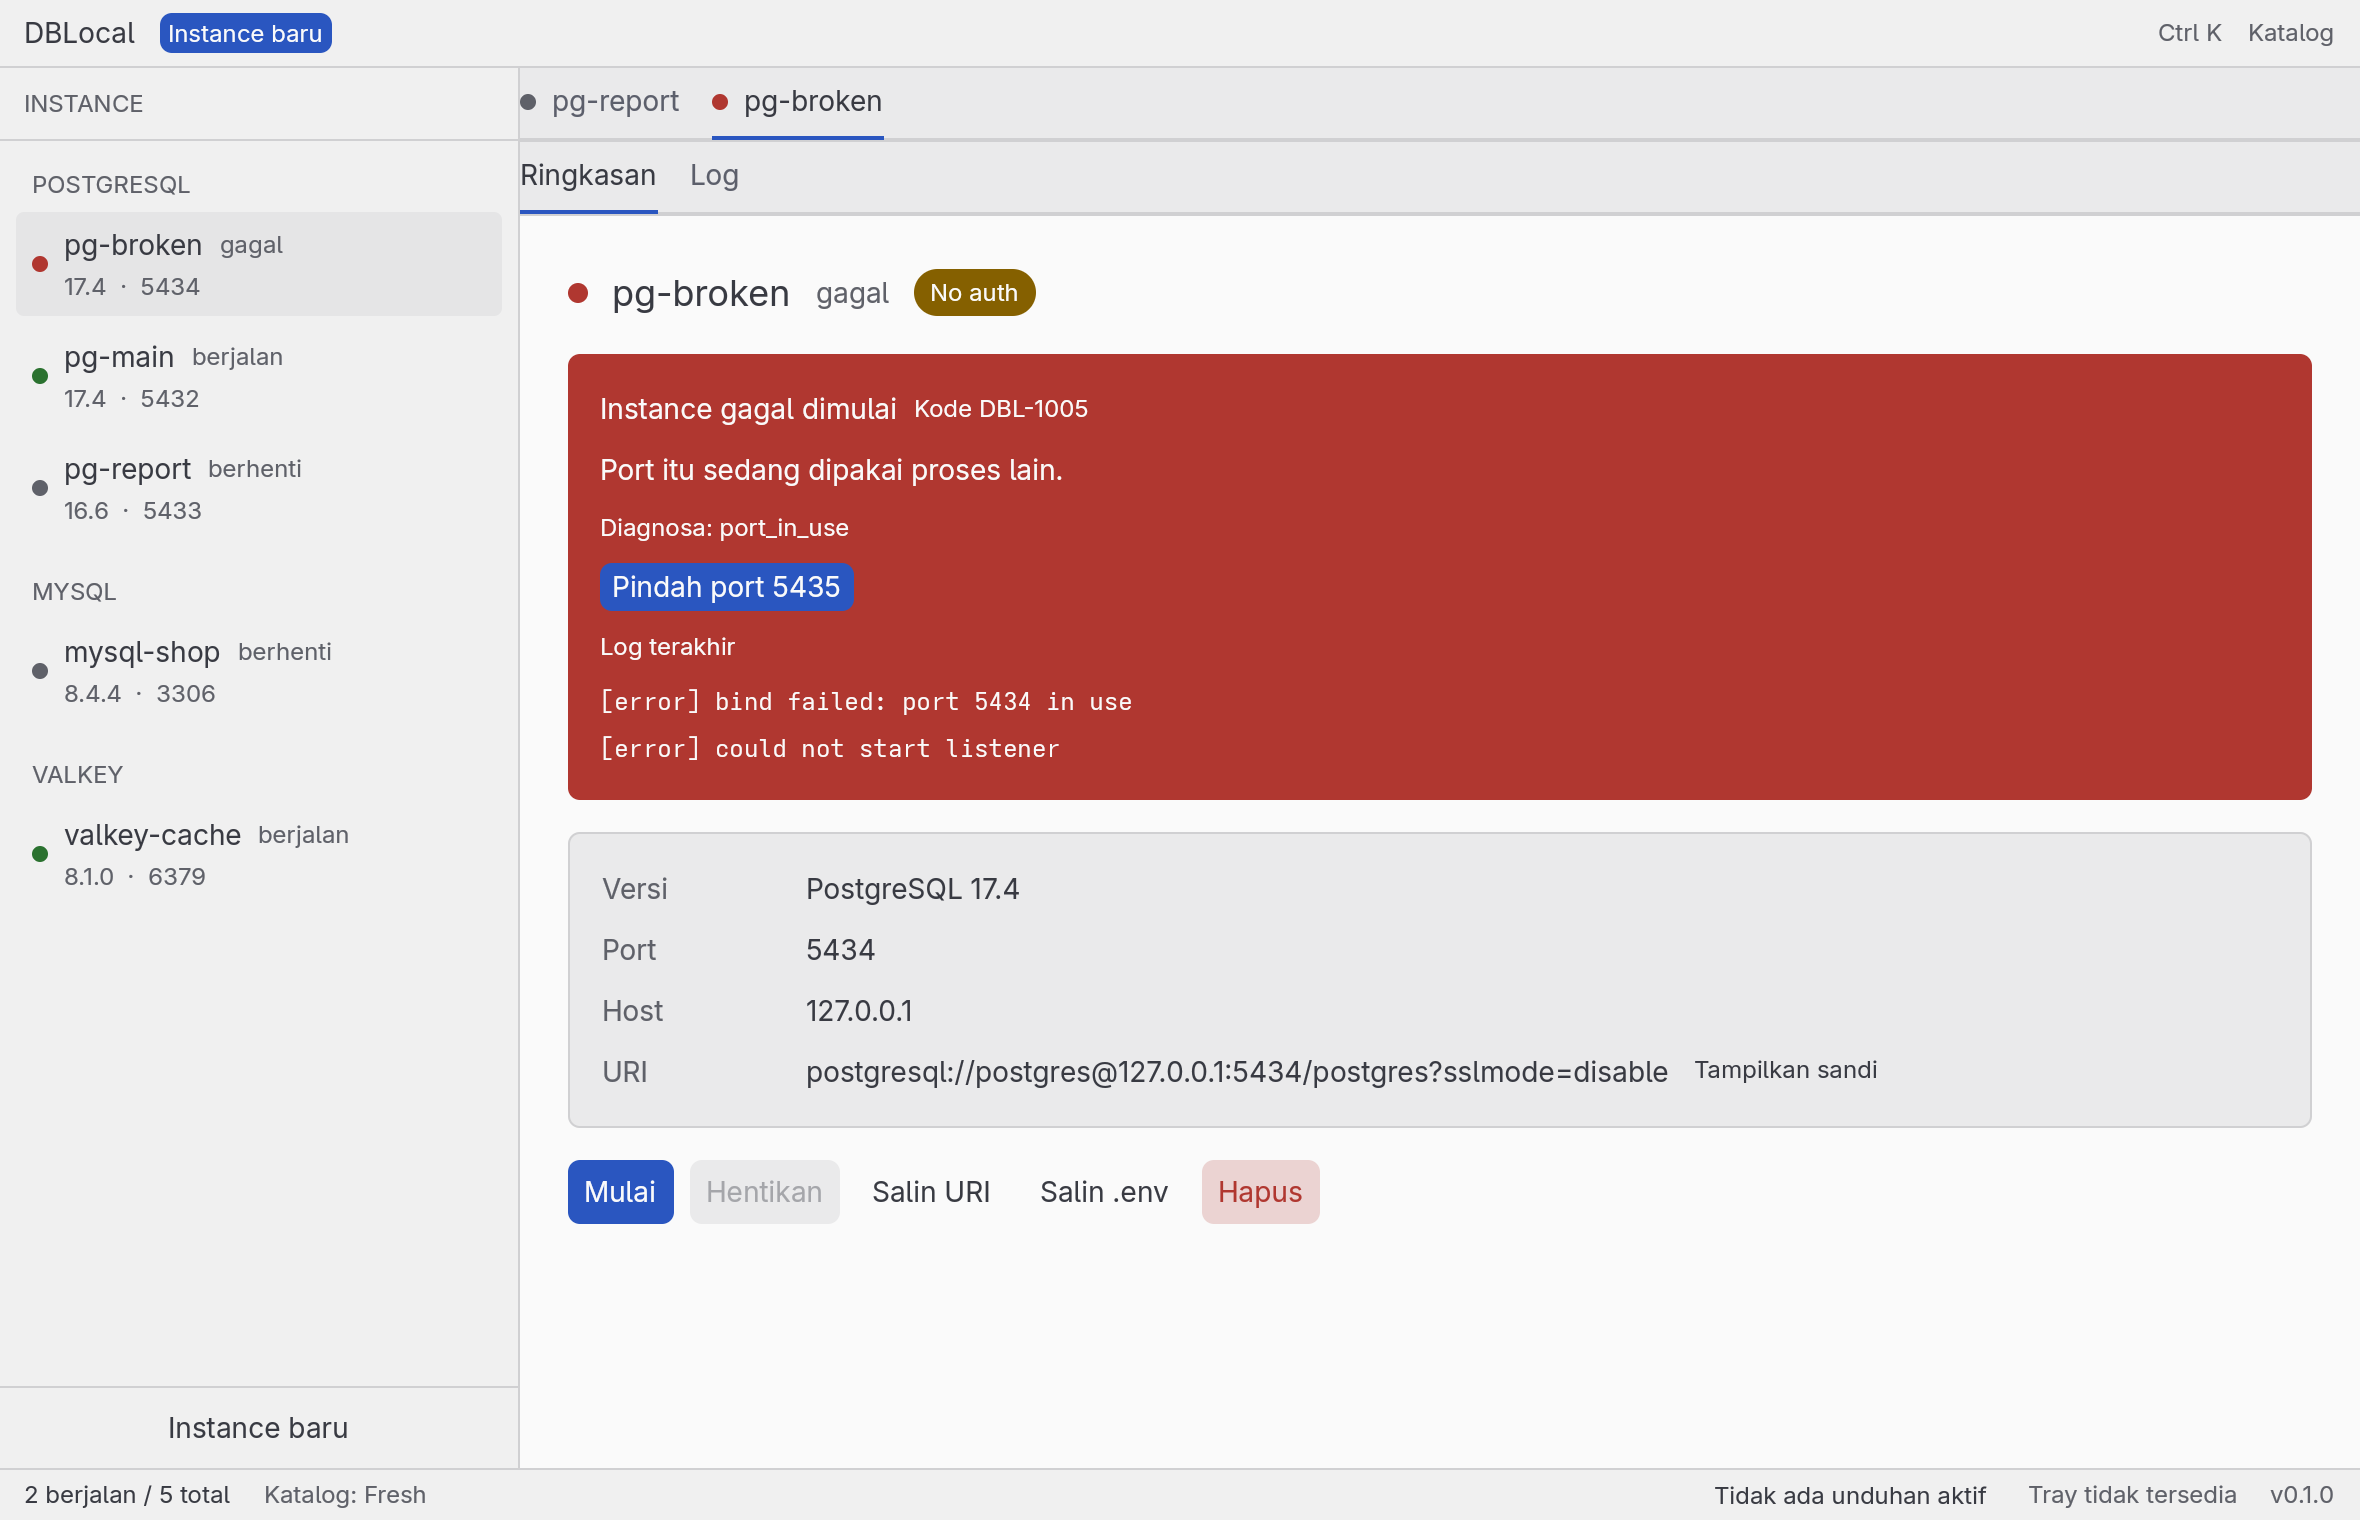 DBLocal Instance baru Ctrl K Katalog
INSTANCE
POSTGRESQL
pg-broken gagal
17.4 · 5434
pg-main berjalan
17.4 · 5432
pg-report berhenti
16.6 · 5433
MYSQL
mysql-shop berhenti
8.4.4 · 3306
VALKEY
valkey-cache berjalan
8.1.0 · 6379
Instance baru
pg-report pg-broken
Ringkasan Log
pg-broken gagal No auth
Instance gagal dimulai Kode DBL-1005
Port itu sedang dipakai proses lain.
Diagnosa: port_in_use
Pindah port 5435
Log terakhir
[error] bind failed: port 5434 in use
[error] could not start listener
Versi PostgreSQL 17.4
Port 5434
Host 127.0.0.1
URI postgresql://postgres@127.0.0.1:5434/postgres?sslmode=disable Tampilkan sandi
Mulai Hentikan Salin URI Salin .env Hapus
2 berjalan / 5 total Katalog: Fresh Tidak ada unduhan aktif Tray tidak tersedia v0.1.0